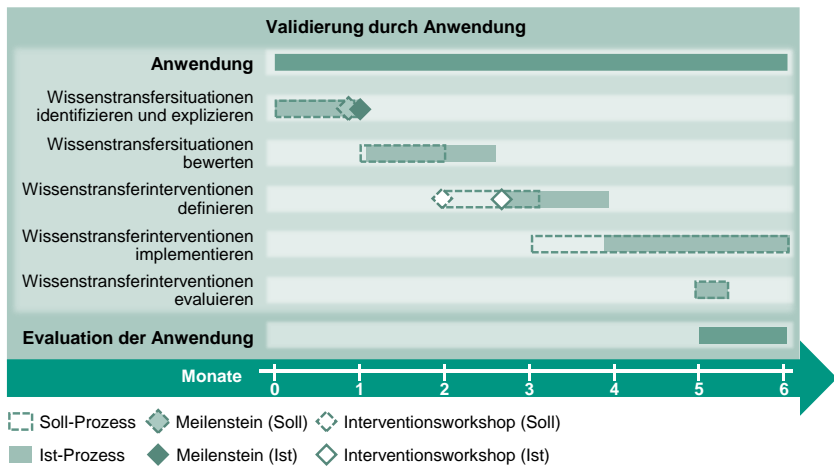 Validierung durch Anwendung
Anwendung
Wissenstransfersituationen
identifizieren und explizieren
Wissenstransfersituationen
bewerten
Wissenstransferinterventionen
definieren
Wissenstransferinterventionen
implementieren
Wissenstransferinterventionen
evaluieren
Evaluation der Anwendung
Monate 0 1 2 3 4 5 6
Soll-Prozess Meilenstein (Soll) Interventionsworkshop (Soll)
Ist-Prozess Meilenstein (Ist) Interventionsworkshop (Ist)